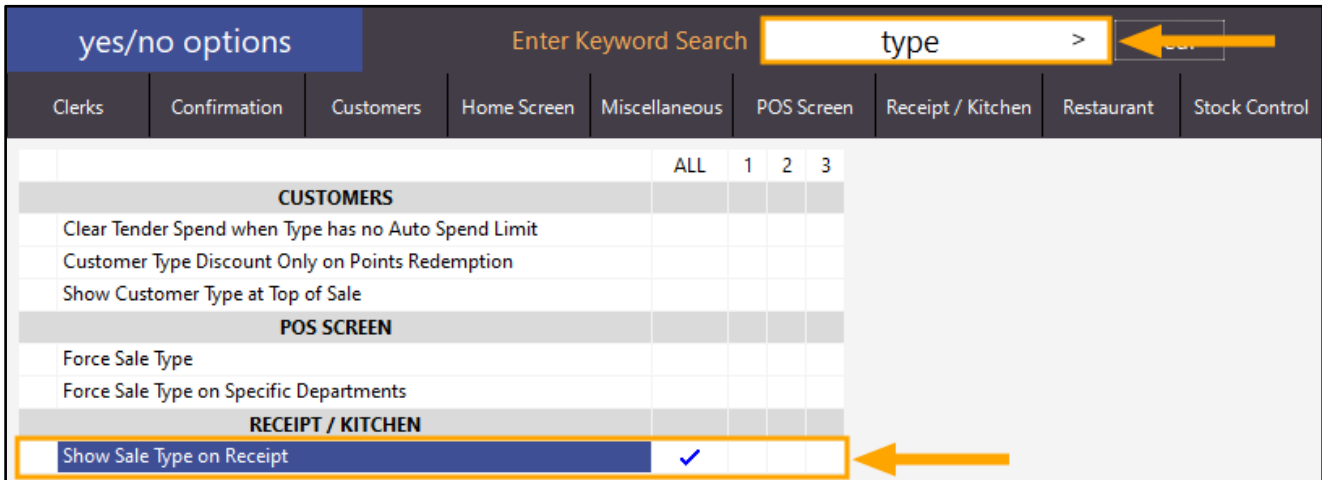 yes/no options Enter Keyword Search type >
Clerks Confirmation Customers Home Screen Miscellaneous POS Screen Receipt / Kitchen Restaurant Stock Control
ALL 1 2 3
CUSTOMERS
Clear Tender Spend when Type has no Auto Spend Limit
Customer Type Discount Only on Points Redemption
Show Customer Type at Top of Sale
POS SCREEN
Force Sale Type
Force Sale Type on Specific Departments
RECEIPT / KITCHEN
Show Sale Type on Receipt